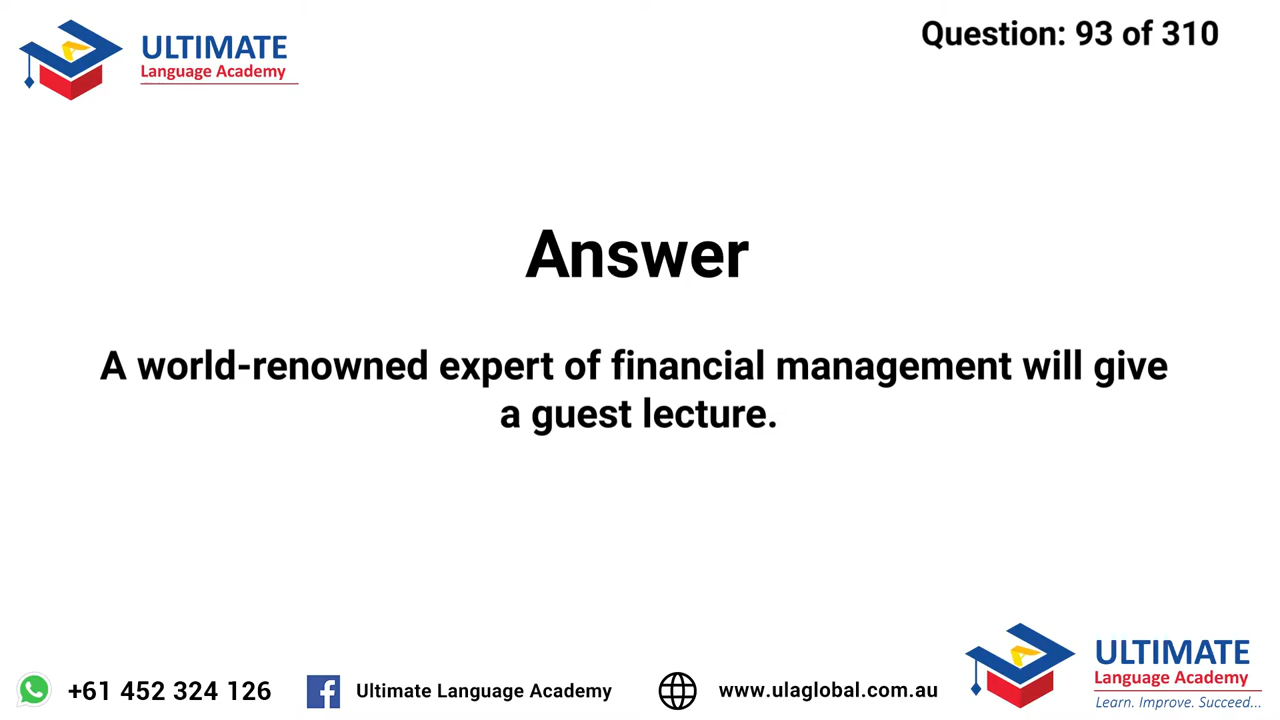 ULTIMATE
Language Academy
Question: 93 of 310
Answer
A world-renowned expert of financial management will give
a guest lecture.
+61 452 324 126
Ultimate Language Academy
www.ulaglobal.com.au
ULTIMATE
Language Academy
Learn. Improve. Succeed...